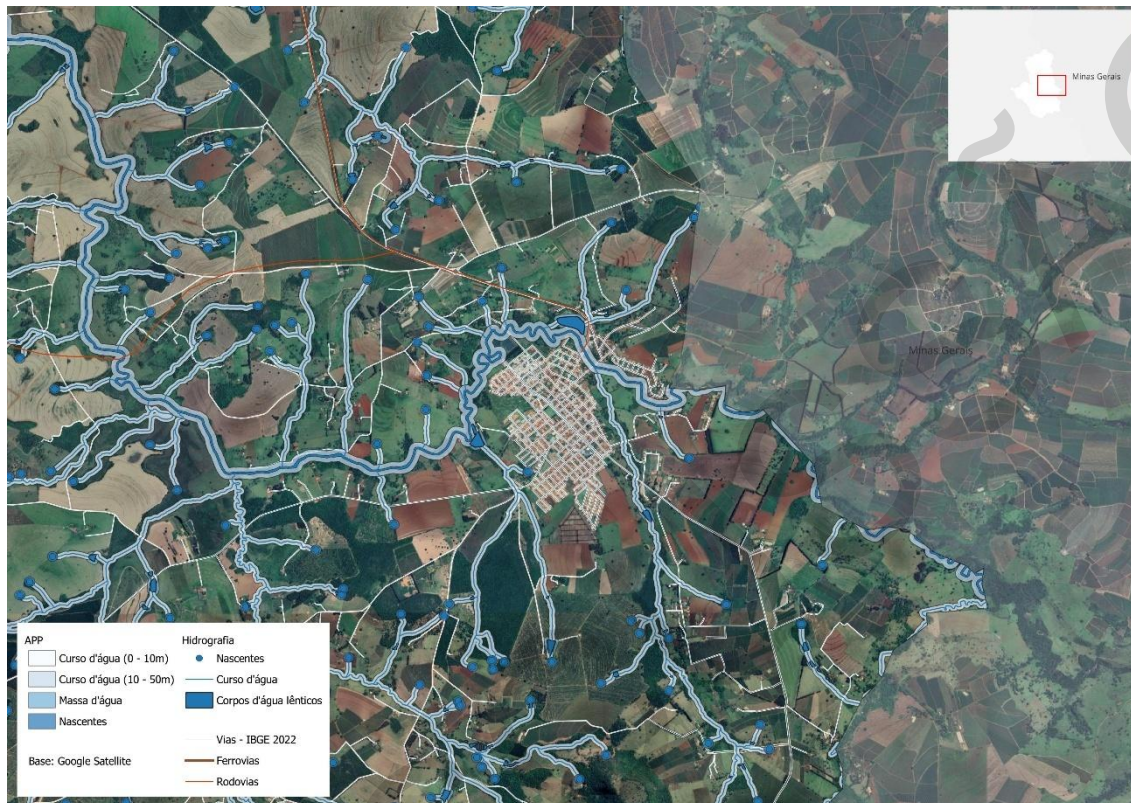 Minas Gerais
Minas Gerais
APP
Curso d'água (0 - 10m)
Curso d'água (10 - 50m)
Massa d'água
Nascentes
Base: Google Satellite
Hidrografia
Nascentes
Curso d'água
Corpos d'água lênticos
Vias - IBGE 2022
Ferrovias
Rodovias